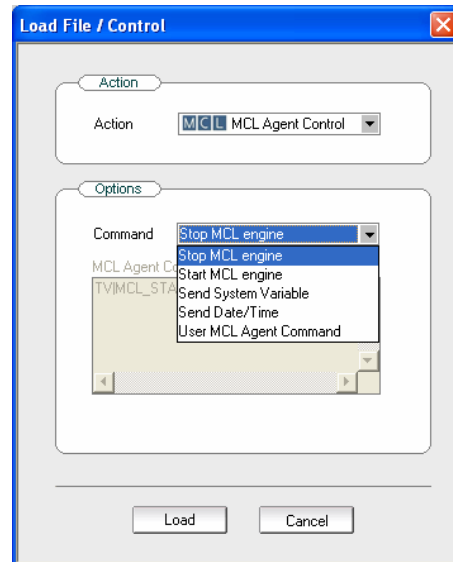 Load File / Control
Action
Action MCL MCL Agent Control
Options
Command Stop MCL engine
Stop MCL engine
MCL Agent Co
Start MCL engine
TV|MCL_STA
Send System Variable
Send Date/Time
User MCL Agent Command
Load Cancel